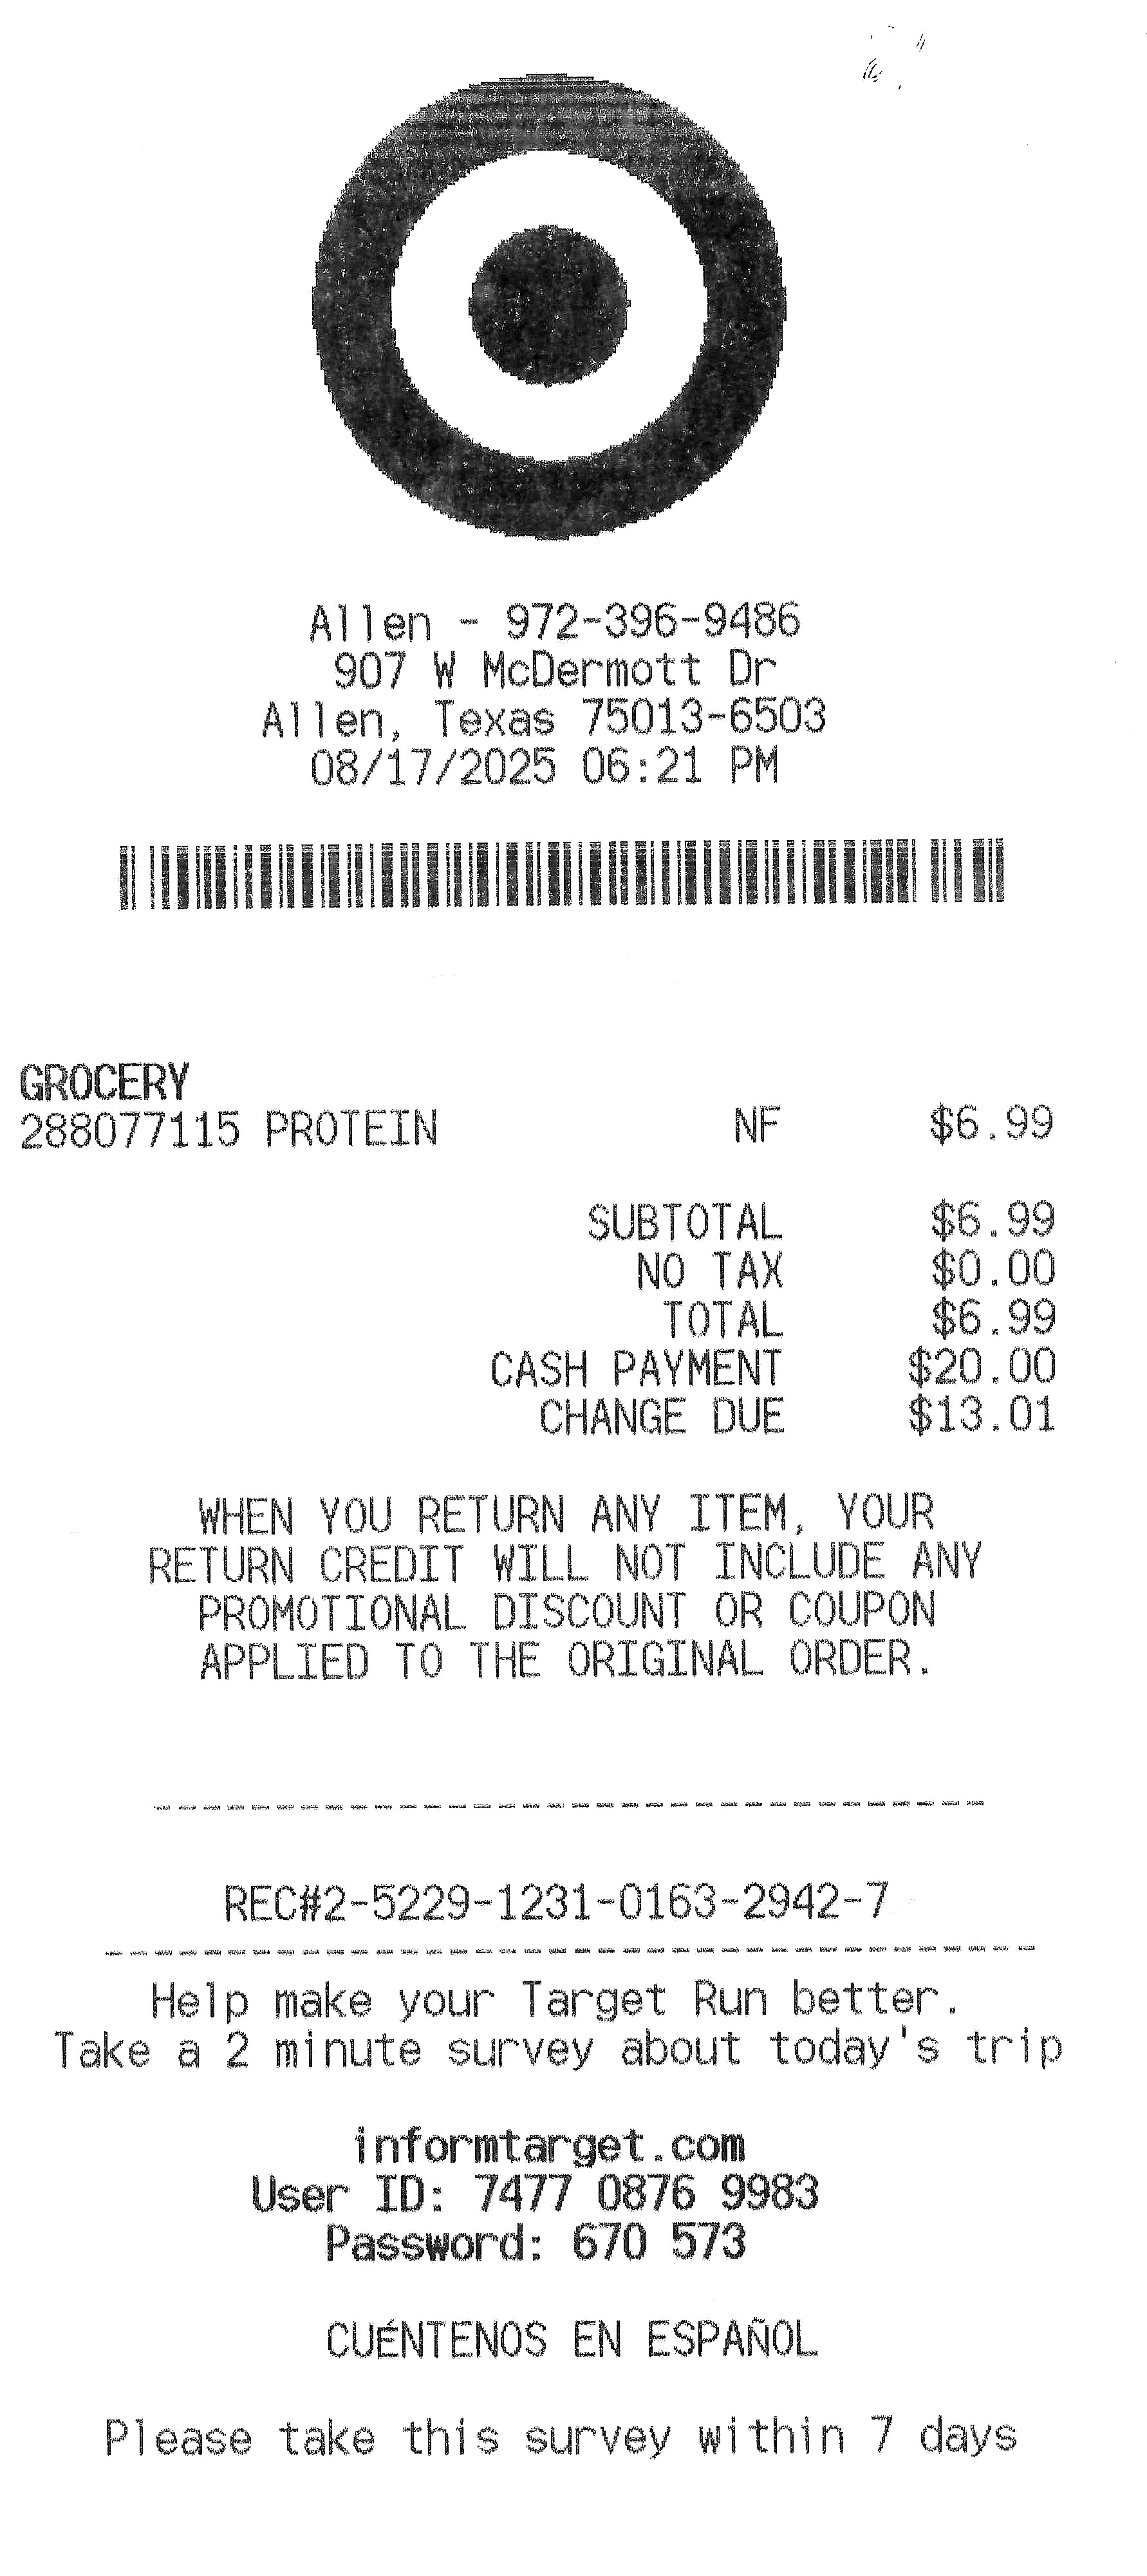 Allen - 972-396-9486
907 W McDermott Dr
Allen, Texas 75013-6503
08/17/2025 06:21 PM
GROCERY
288077115 PROTEIN NF $6.99
SUBTOTAL $6.99
NO TAX $0.00
TOTAL $6.99
CASH PAYMENT $20.00
CHANGE DUE $13.01
WHEN YOU RETURN ANY ITEM, YOUR
RETURN CREDIT WILL NOT INCLUDE ANY
PROMOTIONAL DISCOUNT OR COUPON
APPLIED TO THE ORIGINAL ORDER.
REC#2-5229-1231-0163-2942-7
Help make your Target Run better.
Take a 2 minute survey about today's trip
informtarget.com
User ID: 7477 0876 9983
Password: 670 573
CUÉNTENOS EN ESPAÑOL
Please take this survey within 7 days